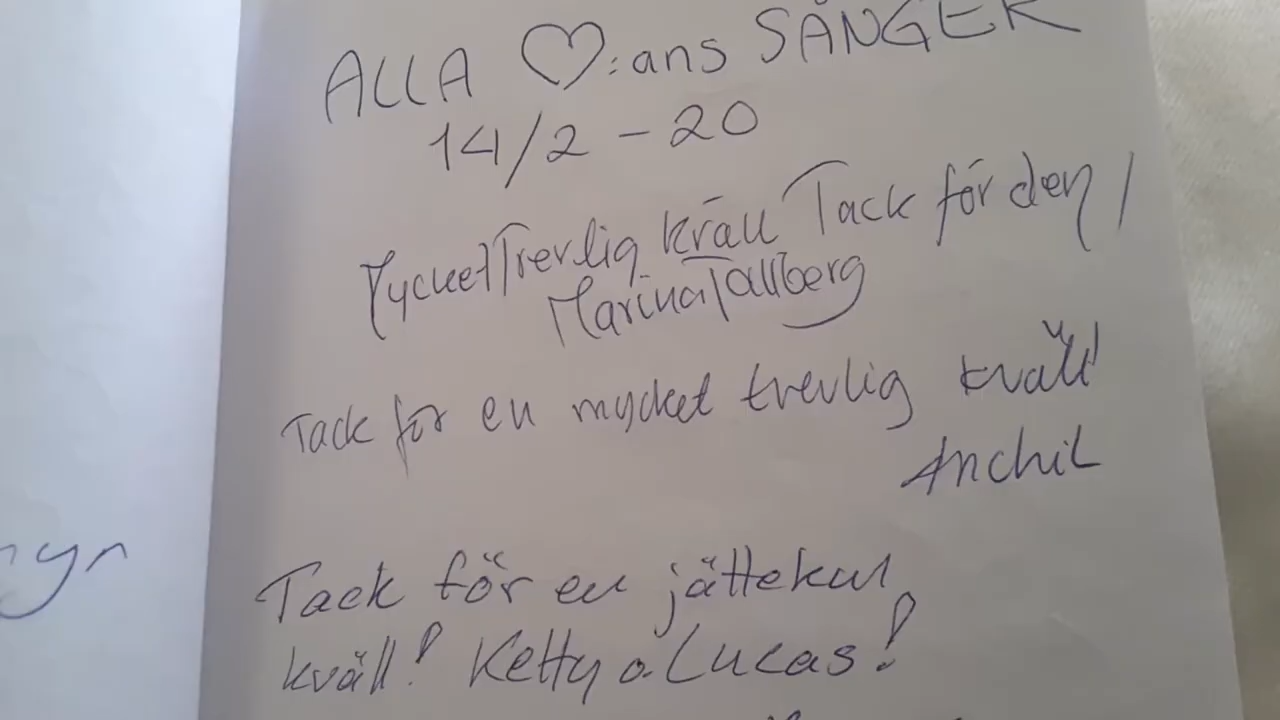 ALLA ♡:ans SÅNGER
14/2 - 20
Mycket Trevlig kväll Tack för den /
Marina Tallberg
Tack för en mycket trevlig kväll
Anchil
Tack för en jättekul
kväll! Ketty o. Lucas!